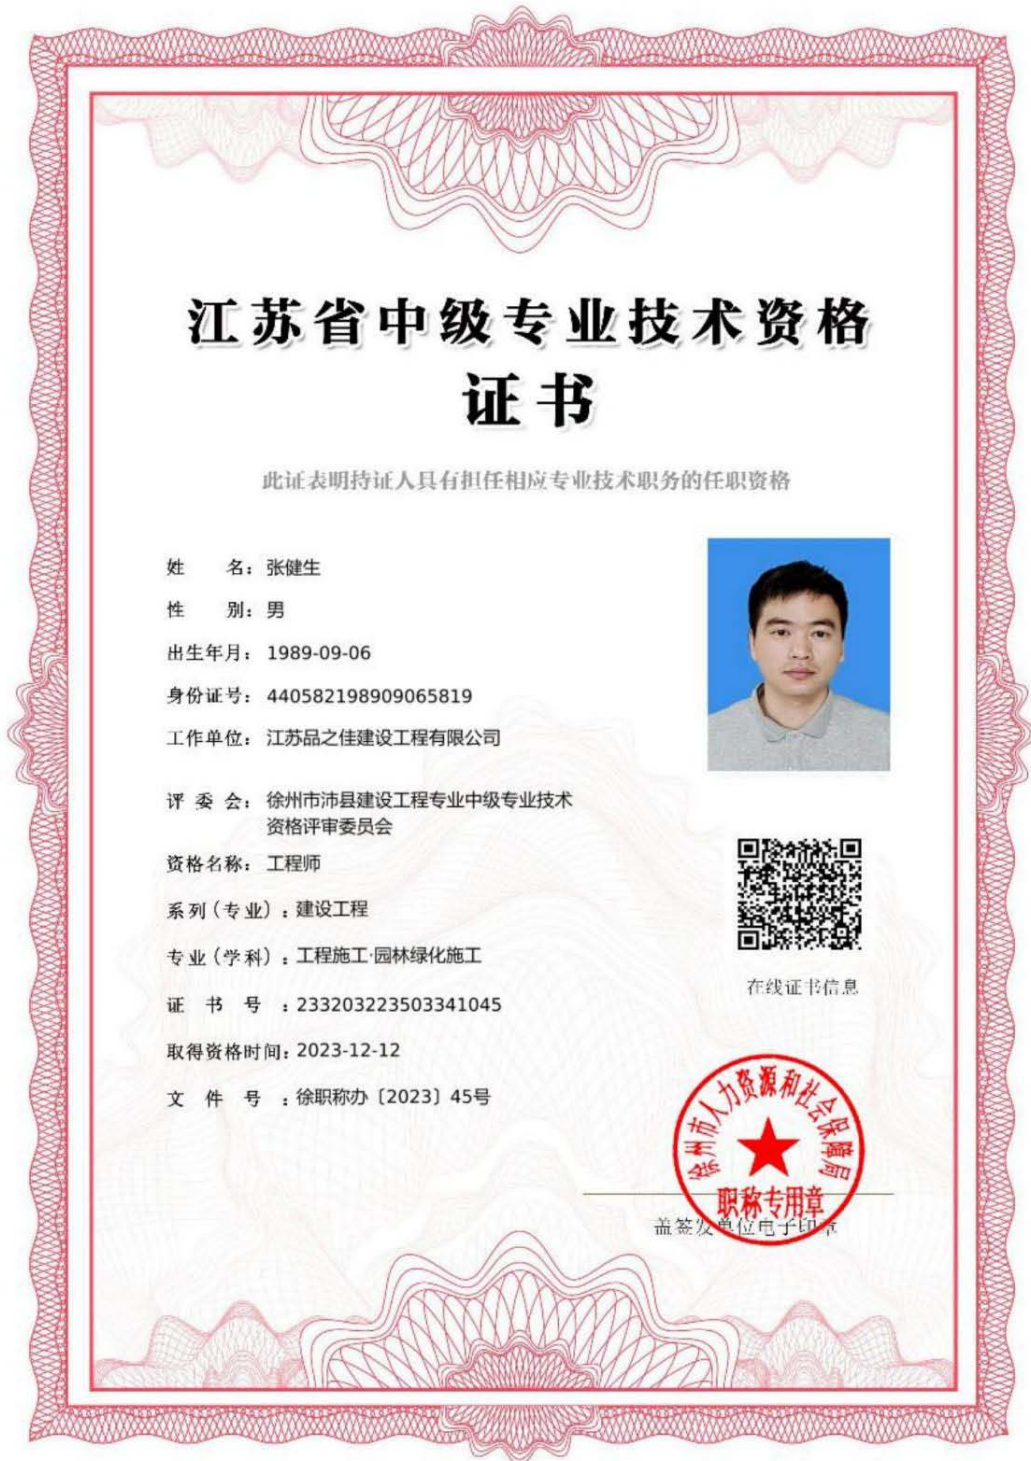 江苏省中级专业技术资格
证书
此证表明持证人具有担任相应专业技术职务的任职资格
姓 名：张健生
性 别：男
出生年月：1989-09-06
身份证号：440582198909065819
工作单位：江苏品之佳建设工程有限公司
评 委 会：徐州市沛县建设工程专业中级专业技术
资格评审委员会
资格名称：工程师
系列（专业）：建设工程
专业（学科）：工程施工·园林绿化施工
证 书 号：233203223503341045
取得资格时间：2023-12-12
文 件 号：徐职称办〔2023〕45号
在线证书信息
徐州市人力资源和社会保障局
职称专用章
盖签发单位电子印章